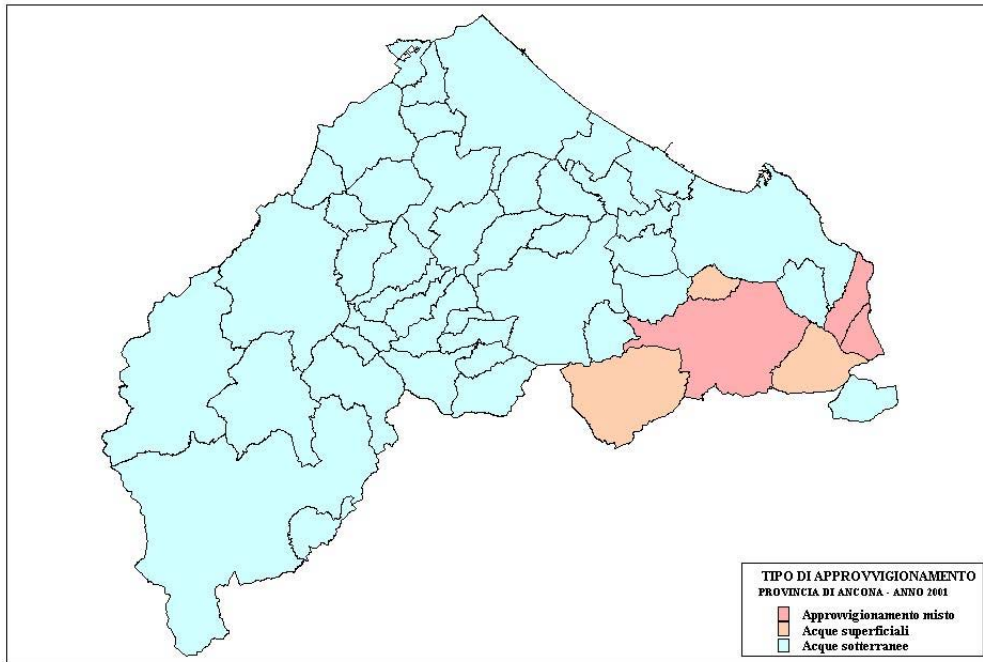 TIPO DI APPROVVIGIONAMENTO
PROVINCIA DI ANCONA - ANNO 2001
Approvvigionamento misto
Acque superficiali
Acque sotterranee